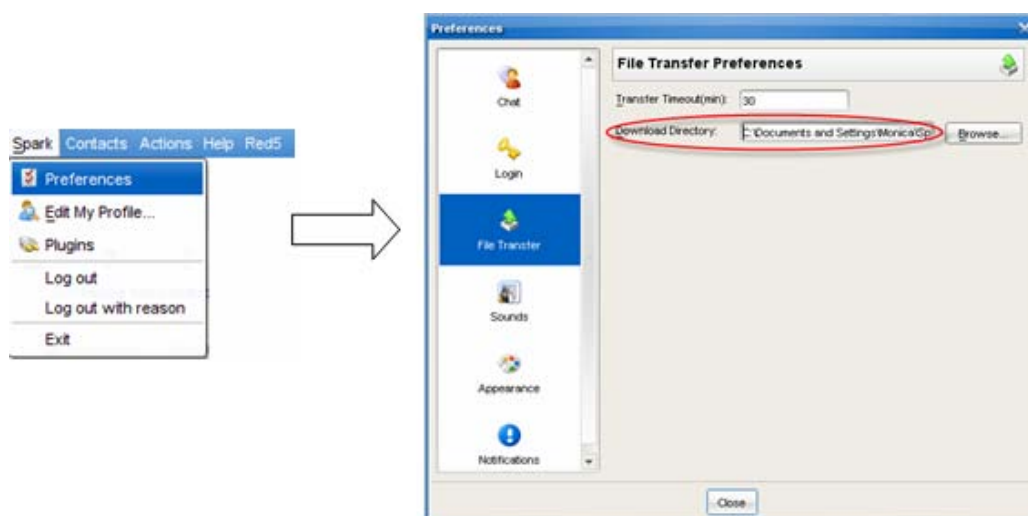 Spark Contacts Actions Help Red5
Preferences
Edit My Profile...
Plugins
Log out
Log out with reason
Exit
Preferences
Chat
Login
File Transfer
Sounds
Appearance
Notifications
File Transfer Preferences
Transfer Timeout(min): 30
Download Directory: C:\Documents and Settings\Monica\Sp Browse...
Close